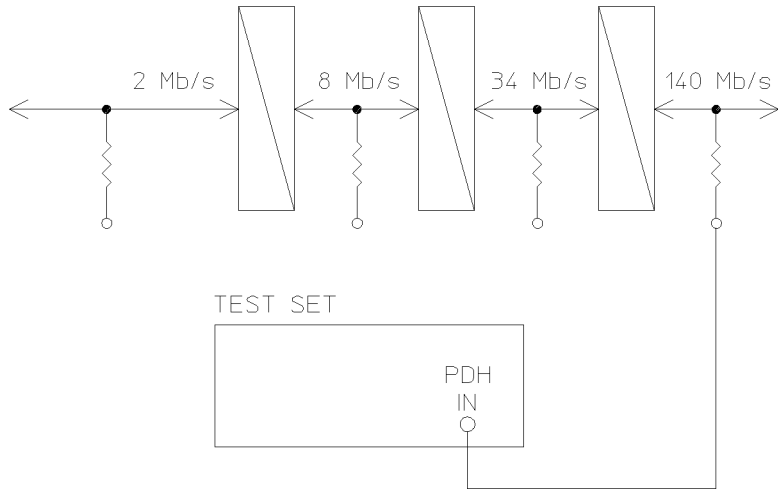 2 Mb/s
8 Mb/s
34 Mb/s
140 Mb/s
TEST SET
PDH
IN